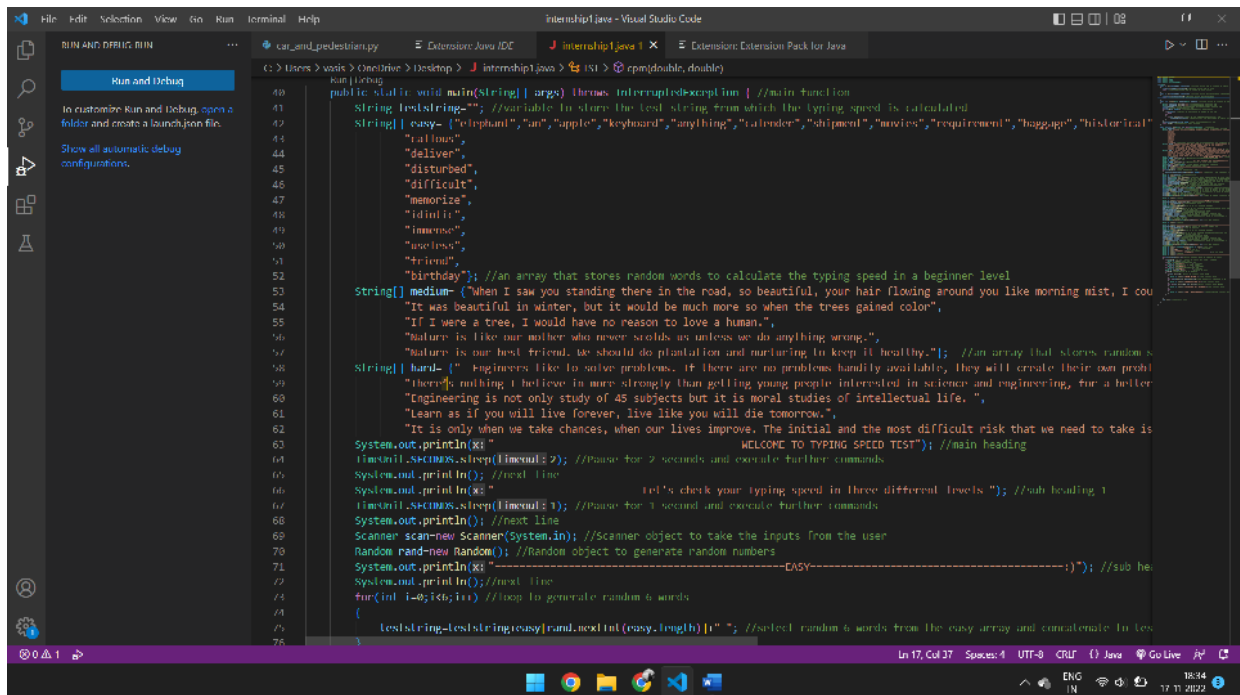 File Edit Selection View Go Run Terminal Help
internship1.java - Visual Studio Code
RUN AND DEBUG: RUN ...
car_and_pedestrian.py Extension: Java IDE internship1.java 1 Extension: Extension Pack for Java
C: > Users > vasis > OneDrive > Desktop > internship1.java > TST > cpm(double, double)
Run and Debug
To customize Run and Debug, open a
folder and create a launch.json file.
Show all automatic debug
configurations.
Run | Debug
40 public static void main(String[] args) throws InterruptedException { //main function
41 String teststring=""; //variable to store the test string from which the typing speed is calculated
42 String[] easy= {"elephant","an","apple","keyboard","anything","calender","shipment","movies","requirement","baggage","historical"
43 "callous",
44 "deliver",
45 "disturbed",
46 "difficult",
47 "memorize",
48 "idiotic",
49 "immense",
50 "useless",
51 "friend",
52 "birthday"}; //an array that stores random words to calculate the typing speed in a beginner level
53 String[] medium= {"When I saw you standing there in the road, so beautiful, your hair flowing around you like morning mist, I cou
54 "It was beautiful in winter, but it would be much more so when the trees gained color",
55 "If I were a tree, I would have no reason to love a human.",
56 "Nature is like our mother who never scolds us unless we do anything wrong.",
57 "Nature is our best friend. We should do plantation and nurturing to keep it healthy."}; //an array that stores random s
58 String[] hard= {" Engineers like to solve problems. If there are no problems handily available, they will create their own probl
59 "There's nothing I believe in more strongly than getting young people interested in science and engineering, for a better
60 "Engineering is not only study of 45 subjects but it is moral studies of intellectual life. ",
61 "Learn as if you will live forever, live like you will die tomorrow.",
62 "It is only when we take chances, when our lives improve. The initial and the most difficult risk that we need to take is
63 System.out.println(x: " WELCOME TO TYPING SPEED TEST"); //main heading
64 TimeUnit.SECONDS.sleep(timeout: 2); //Pause for 2 seconds and execute further commands
65 System.out.println(); //next line
66 System.out.println(x: " Let's check your typing speed in three different levels "); //sub heading 1
67 TimeUnit.SECONDS.sleep(timeout: 1); //Pause for 1 second and execute further commands
68 System.out.println(); //next line
69 Scanner scan=new Scanner(System.in); //Scanner object to take the inputs from the user
70 Random rand=new Random(); //Random object to generate random numbers
71 System.out.println(x: "----------------------------------------------EASY----------------------------------------:)"); //sub hea
72 System.out.println();//next line
73 for(int i=0;i<6;i++) //loop to generate random 6 words
74 {
75 teststring=teststring+easy[rand.nextInt(easy.length)]+" "; //select random 6 words from the easy array and concatenate to tes
76 }
0 1 Ln 17, Col 37 Spaces: 4 UTF-8 CRLF {} Java Go Live
ENG
IN
18:34
17-11-2022
3